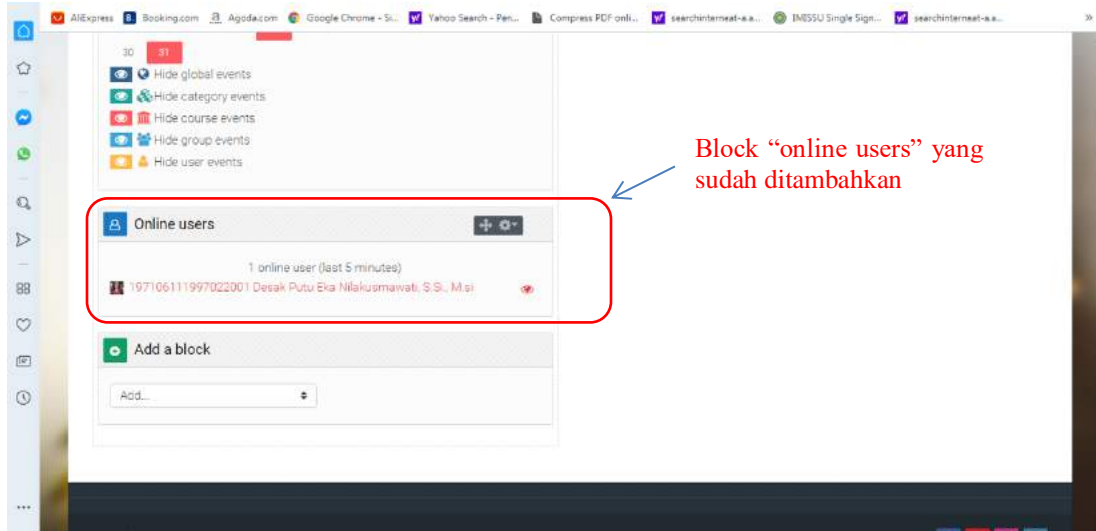 AliExpress Booking.com Agoda.com Google Chrome - Si... Yahoo Search - Pen... Compress PDF onli... searchinterneat-a.a... IMISSU Single Sign... searchinterneat-a.a... »
30 31
Hide global events
Hide category events
Hide course events
Hide group events
Hide user events
Block “online users” yang
sudah ditambahkan
Online users
1 online user (last 5 minutes)
197106111997022001 Desak Putu Eka Nilakusmawati, S.Si., M.si
Add a block
Add...